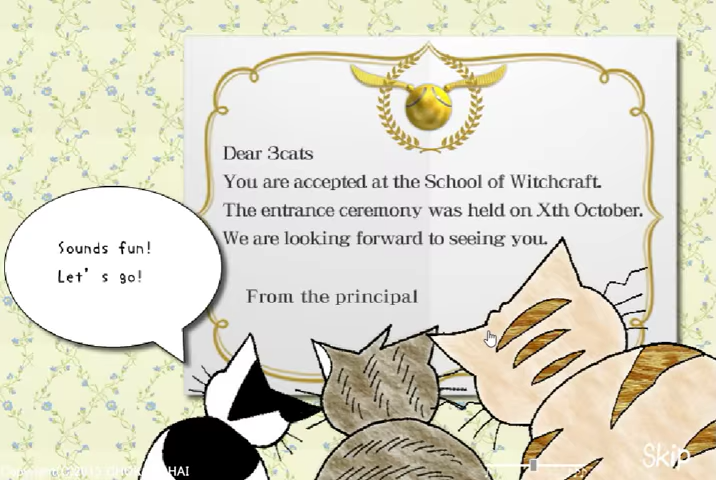 Dear 3cats
You are accepted at the School of Witchcraft.
The entrance ceremony was held on Xth October.
We are looking forward to seeing you.
From the principal
Sounds fun!
Let's go!
Skip